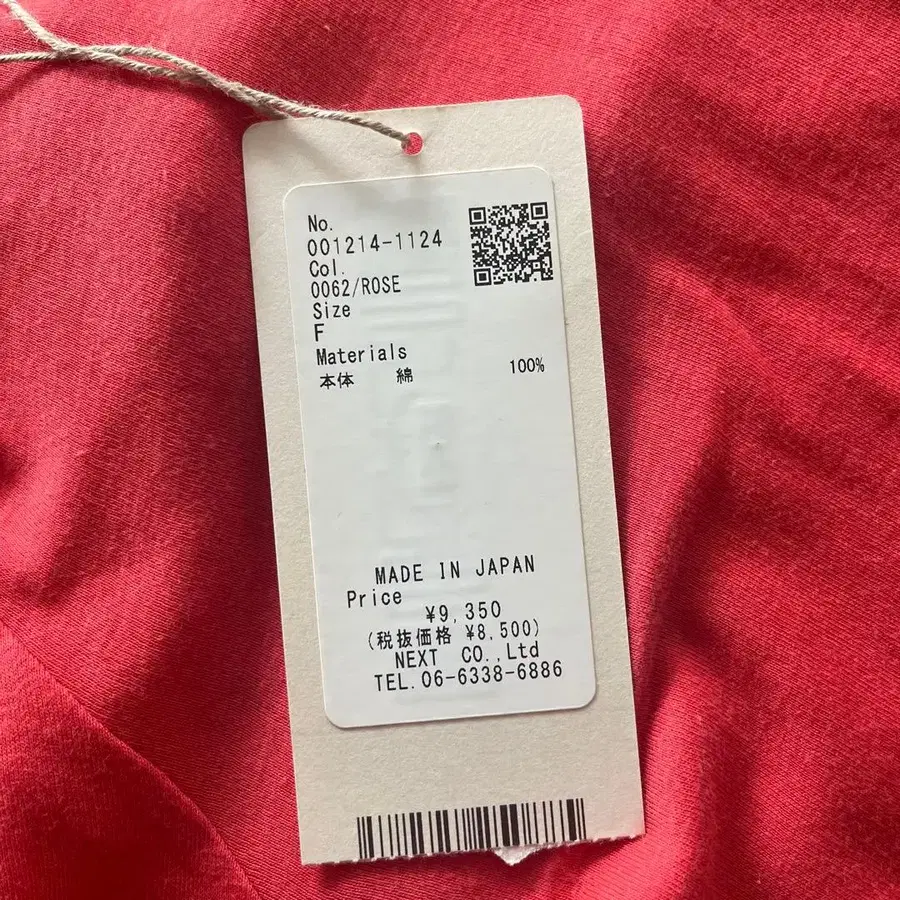 No.
001214-1124
Col.
0062/ROSE
Size
F
Materials
本体 綿 100%
MADE IN JAPAN
Price
¥9,350
(税抜価格 ¥8,500)
NEXT CO.,Ltd
TEL.06-6338-6886